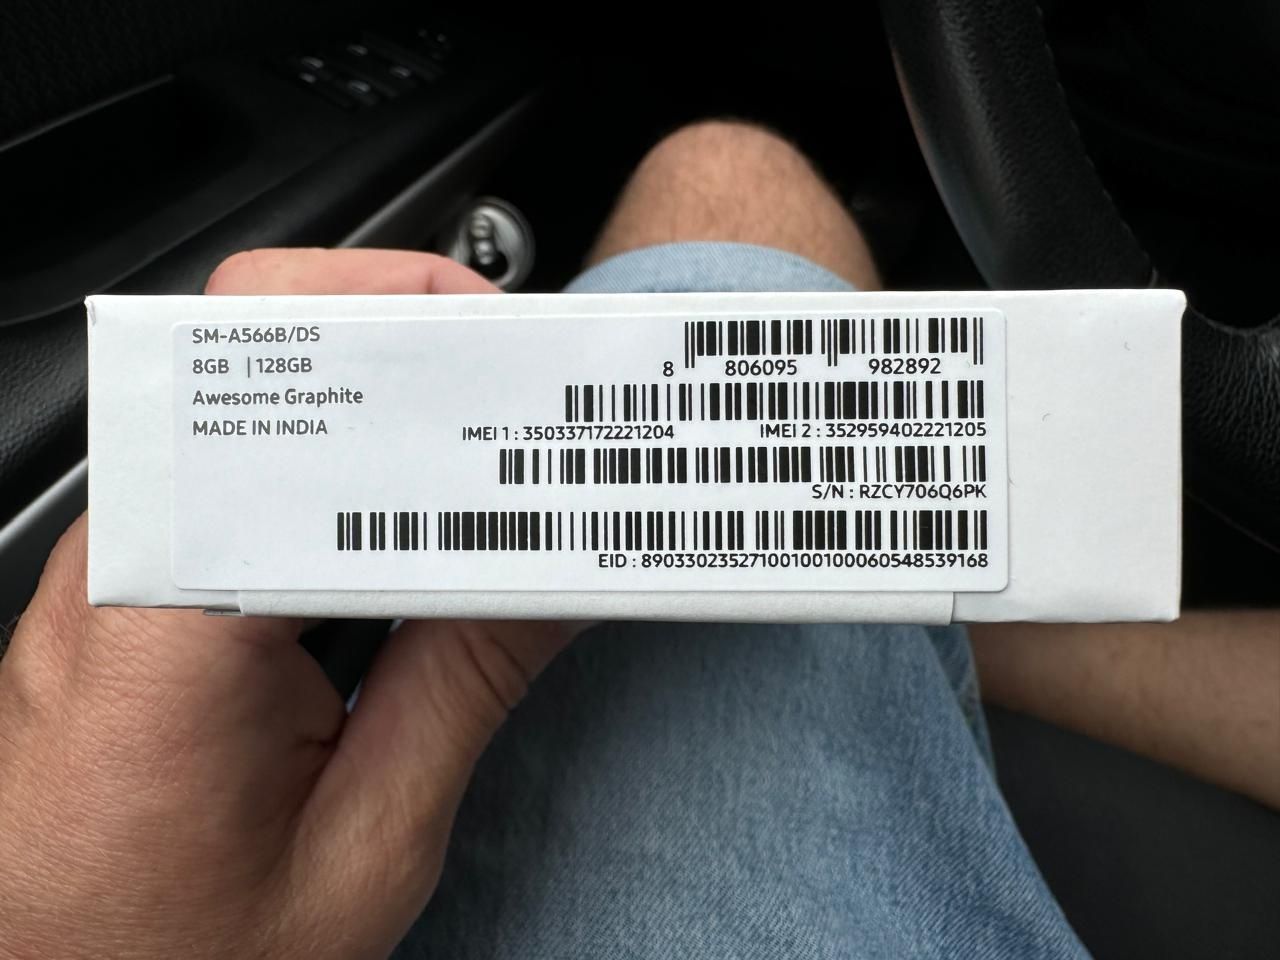 SM-A566B/DS
8GB | 128GB
Awesome Graphite
MADE IN INDIA
8 806095 982892
IMEI 1 : 350337172221204 IMEI 2 : 352959402221205
S/N : RZCY706Q6PK
EID : 89033023527100100100060548539168